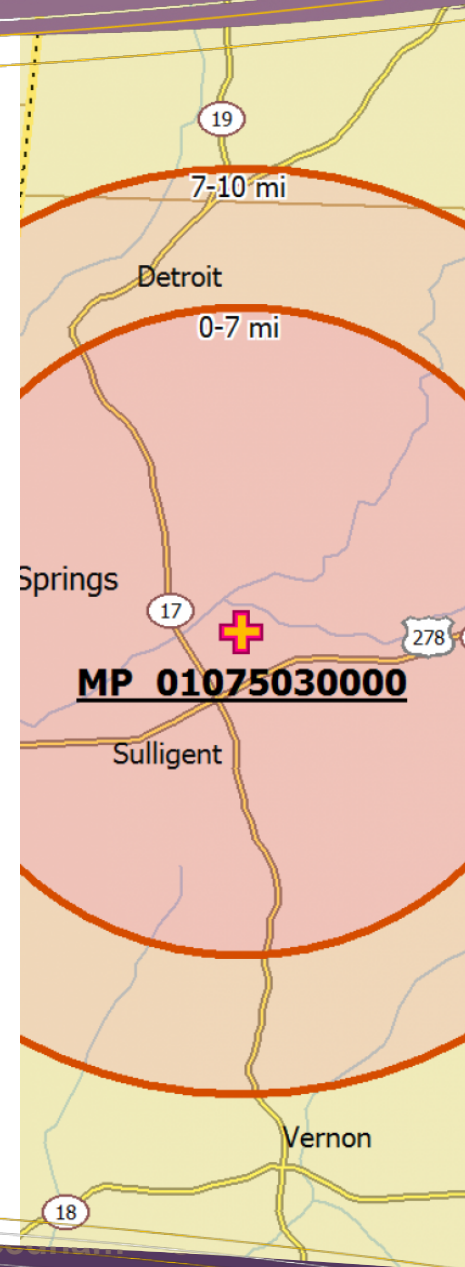 19
7-10 mi
Detroit
0-7 mi
Springs
17
278
MP 01075030000
Sulligent
Vernon
18